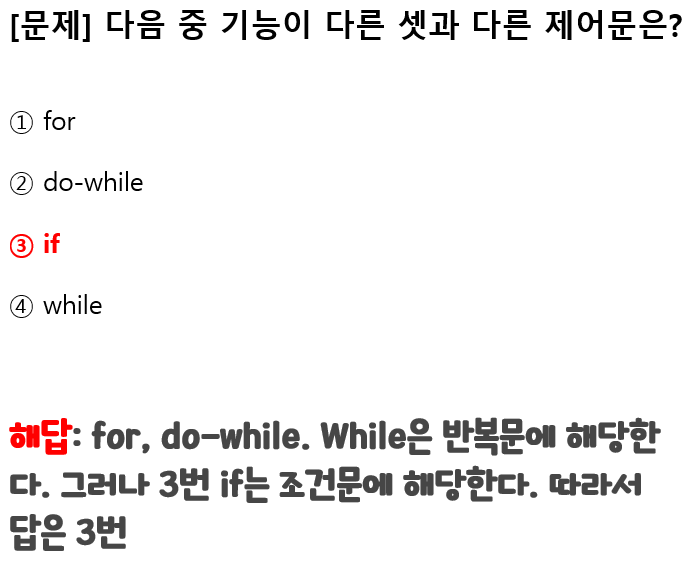 [문제] 다음 중 기능이 다른 셋과 다른 제어문은?
① for
② do-while
③ if
④ while
해답: for, do-while. While은 반복문에 해당한
다. 그러나 3번 if는 조건문에 해당한다. 따라서
답은 3번